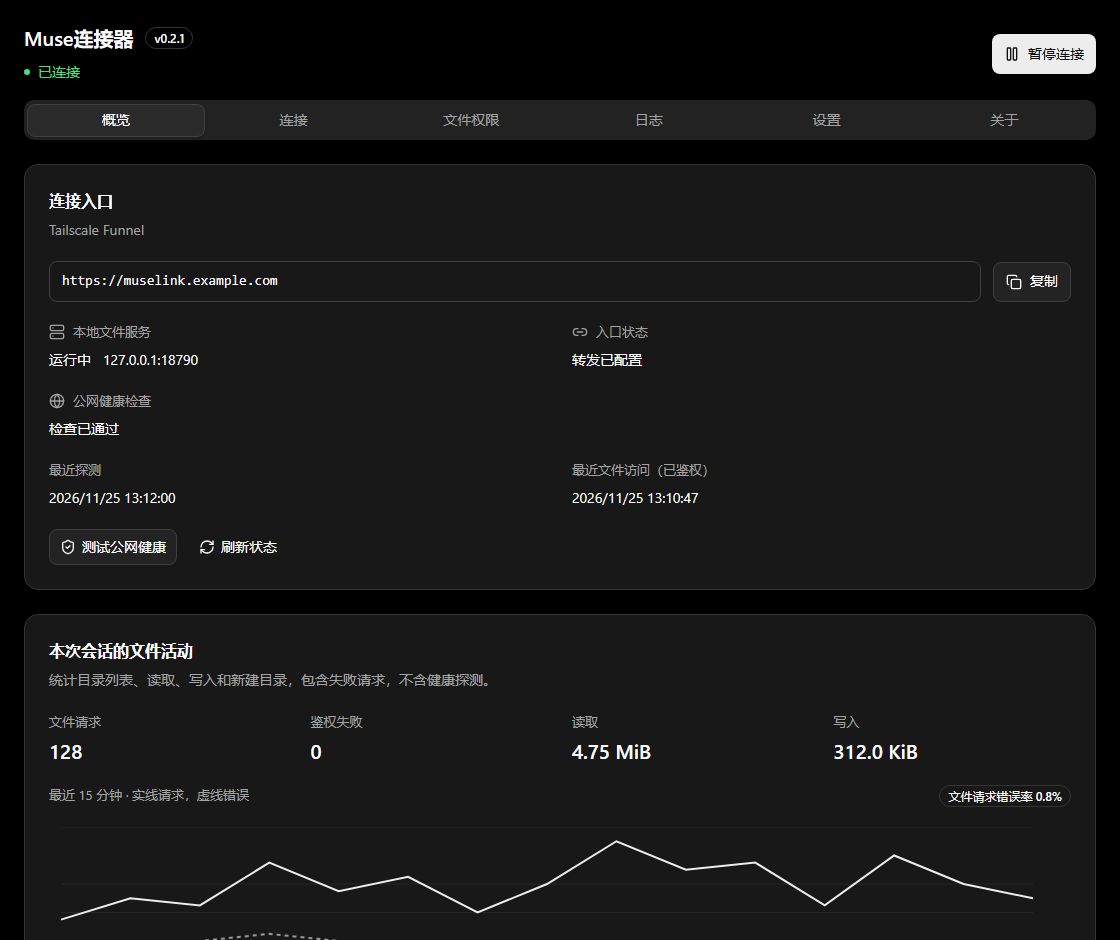 Muse连接器 v0.2.1
已连接
暂停连接
概览 连接 文件权限 日志 设置 关于
连接入口
Tailscale Funnel
https://muselink.example.com 复制
本地文件服务 入口状态
运行中 127.0.0.1:18790 转发已配置
公网健康检查
检查已通过
最近探测 最近文件访问（已鉴权）
2026/11/25 13:12:00 2026/11/25 13:10:47
测试公网健康 刷新状态
本次会话的文件活动
统计目录列表、读取、写入和新建目录，包含失败请求，不含健康探测。
文件请求 鉴权失败 读取 写入
128 0 4.75 MiB 312.0 KiB
最近 15 分钟 · 实线请求，虚线错误 文件请求错误率 0.8%